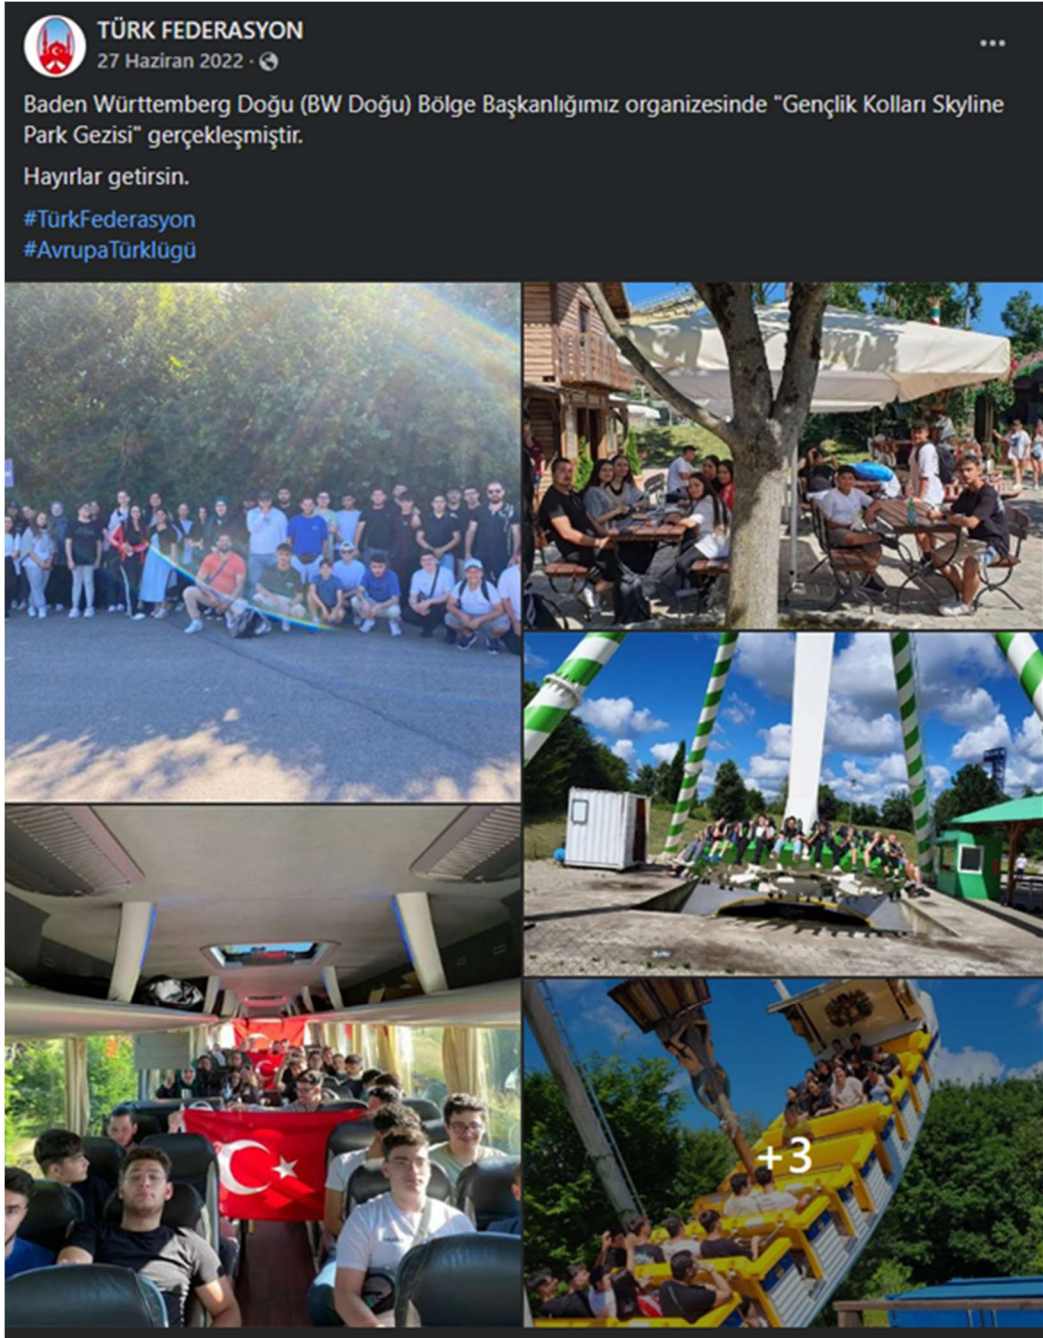 TÜRK FEDERASYON
27 Haziran 2022 ·
Baden Württemberg Doğu (BW Doğu) Bölge Başkanlığımız organizesinde "Gençlik Kolları Skyline
Park Gezisi" gerçekleşmiştir.
Hayırlar getirsin.
#TürkFederasyon
#AvrupaTürklügü
+3